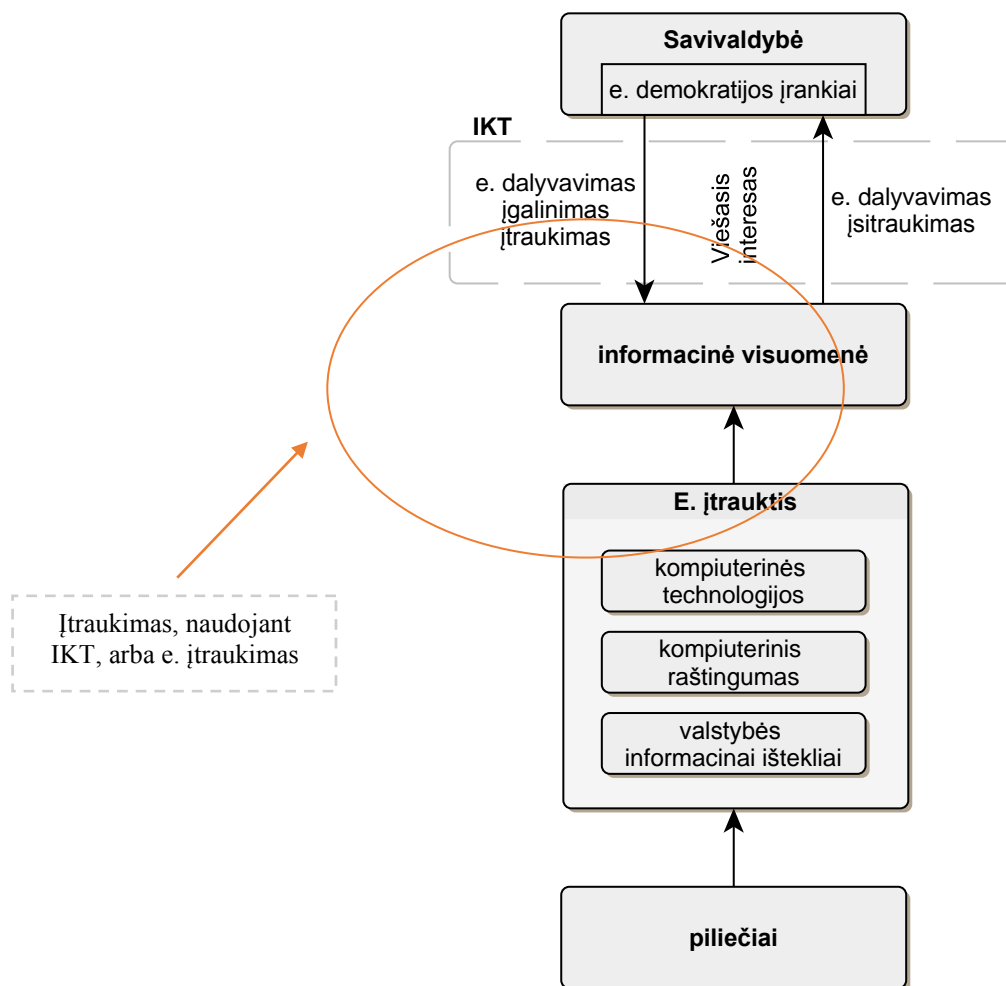 Savivaldybė
e. demokratijos įrankiai
IKT
e. dalyvavimas
įgalinimas
įtraukimas
Viešasis
interesas
e. dalyvavimas
įsitraukimas
informacinė visuomenė
E. įtrauktis
kompiuterinės
technologijos
kompiuterinis
raštingumas
valstybės
informacinai ištekliai
Įtraukimas, naudojant
IKT, arba e. įtraukimas
piliečiai